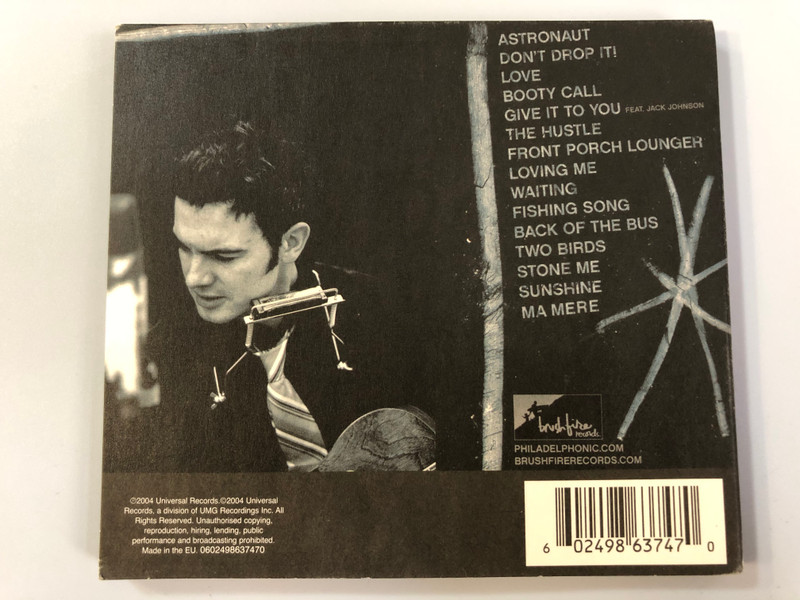 ASTRONAUT
DON'T DROP IT!
LOVE
BOOTY CALL
GIVE IT TO YOU FEAT. JACK JOHNSON
THE HUSTLE
FRONT PORCH LOUNGER
LOVING ME
WAITING
FISHING SONG
BACK OF THE BUS
TWO BIRDS
STONE ME
SUNSHINE
MA MERE
brushfire
records
PHILADELPHONIC.COM
BRUSHFIRERECORDS.COM
℗2004 Universal Records.©2004 Universal
Records, a division of UMG Recordings Inc. All
Rights Reserved. Unauthorised copying,
reproduction, hiring, lending, public
performance and broadcasting prohibited.
Made in the EU. 0602498637470
6 02498 63747 0